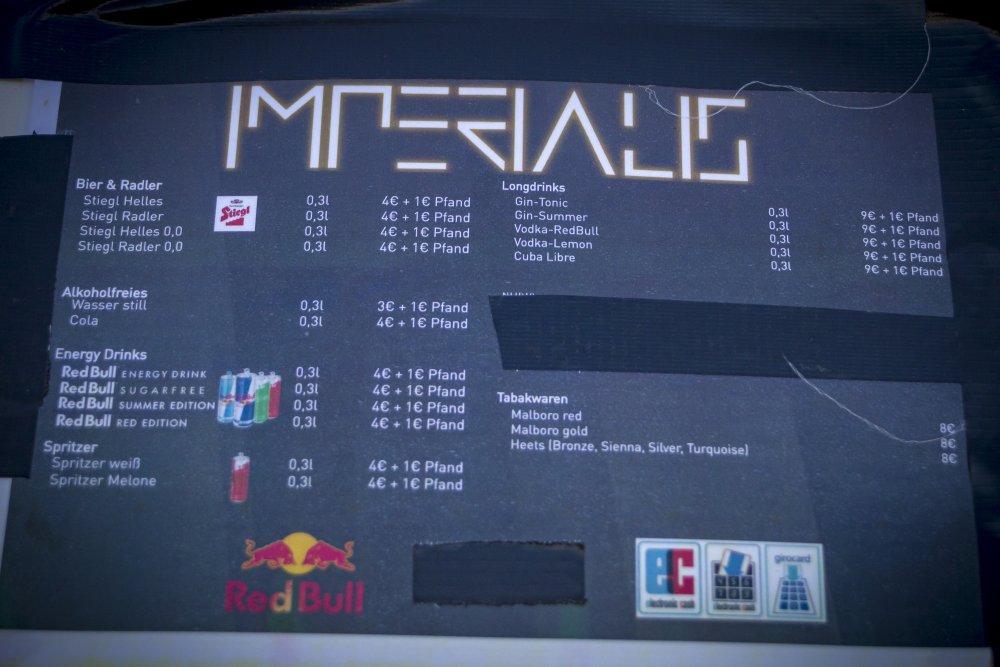 IMPERIALIS
Bier & Radler
Stiegl Helles 0,3l 4€ + 1€ Pfand
Stiegl Radler 0,3l 4€ + 1€ Pfand
Stiegl Helles 0,0 0,3l 4€ + 1€ Pfand
Stiegl Radler 0,0 0,3l 4€ + 1€ Pfand
Stiegl
Alkoholfreies
Wasser still 0,3l 3€ + 1€ Pfand
Cola 0,3l 4€ + 1€ Pfand
Energy Drinks
Red Bull ENERGY DRINK 0,3l 4€ + 1€ Pfand
Red Bull SUGARFREE 0,3l 4€ + 1€ Pfand
Red Bull SUMMER EDITION 0,3l 4€ + 1€ Pfand
Red Bull RED EDITION 0,3l 4€ + 1€ Pfand
Spritzer
Spritzer weiß 0,3l 4€ + 1€ Pfand
Spritzer Melone 0,3l 4€ + 1€ Pfand
Red Bull
Longdrinks
Gin-Tonic 0,3l 9€ + 1€ Pfand
Gin-Summer 0,3l 9€ + 1€ Pfand
Vodka-RedBull 0,3l 9€ + 1€ Pfand
Vodka-Lemon 0,3l 9€ + 1€ Pfand
Cuba Libre 0,3l 9€ + 1€ Pfand
Tabakwaren
Malboro red 8€
Malboro gold 8€
Heets (Bronze, Sienna, Silver, Turquoise) 8€
ec electronic cash
electronic cash
girocard